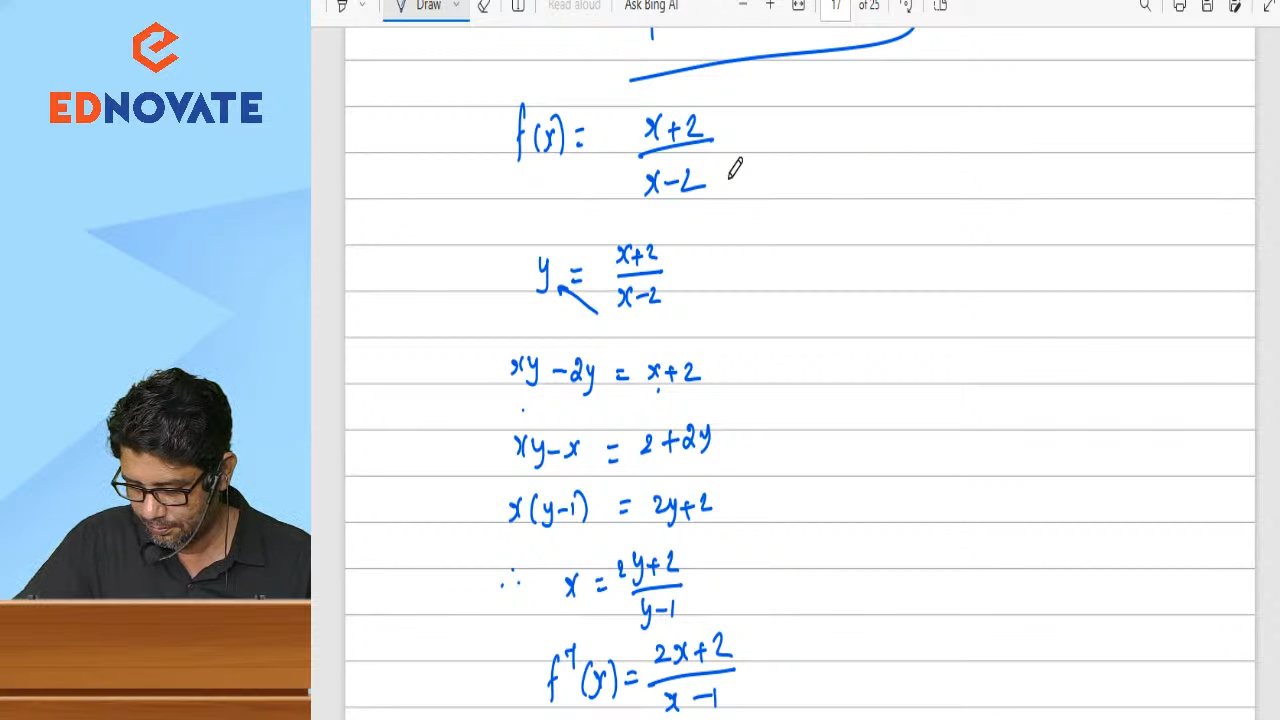 Draw
Read aloud
Ask Bing AI
17
of 25
EDNOVATE
f(x) = x+2 / x-2
y = x+2 / x-2
xy - 2y = x+2
xy - x = 2 + 2y
x(y-1) = 2y+2
∴ x = 2y+2 / y-1
f⁻¹(x) = 2x+2 / x-1